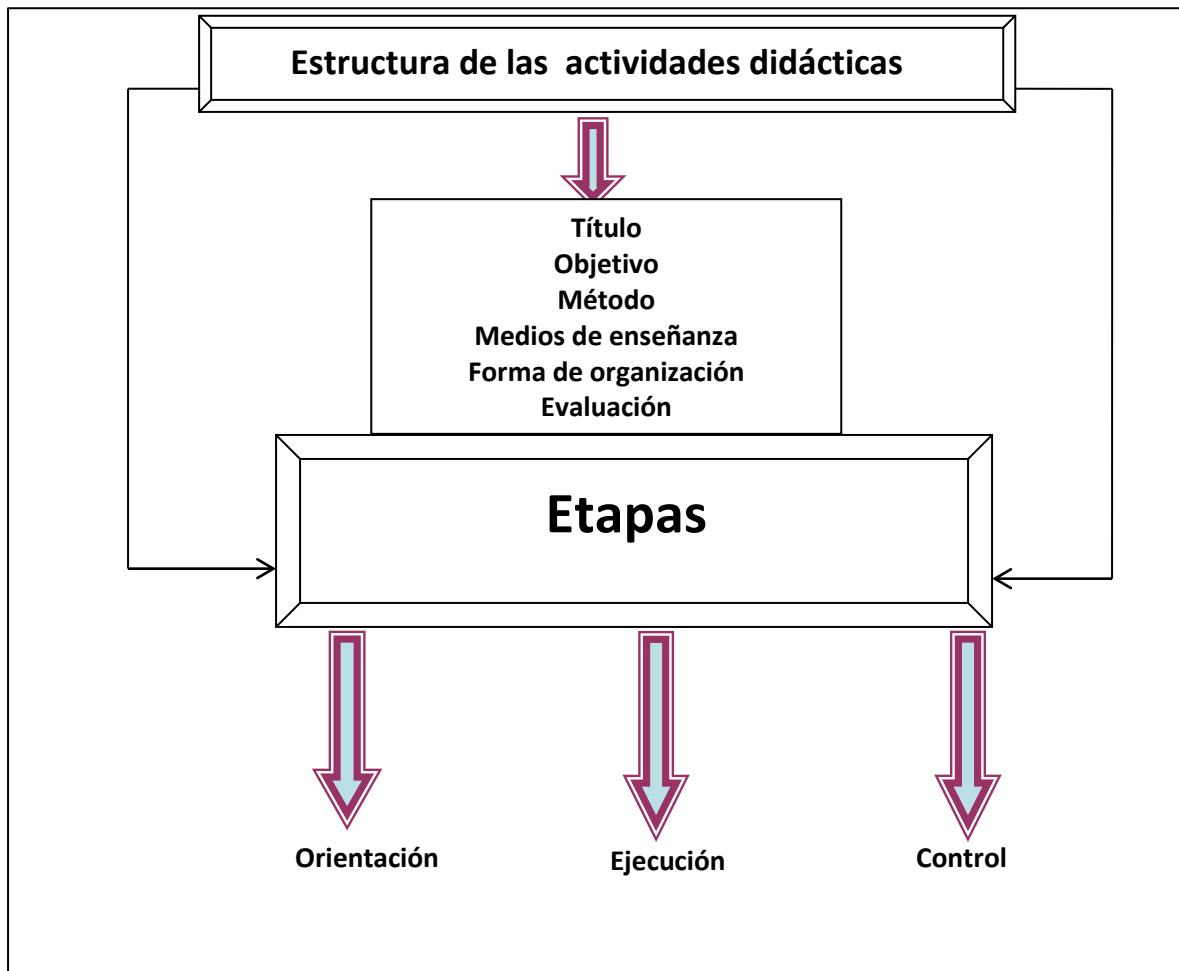 Estructura de las  actividades didácticas
Título
Objetivo
Método
Medios de enseñanza
Forma de organización
Evaluación
Etapas
Orientación
Ejecución
Control